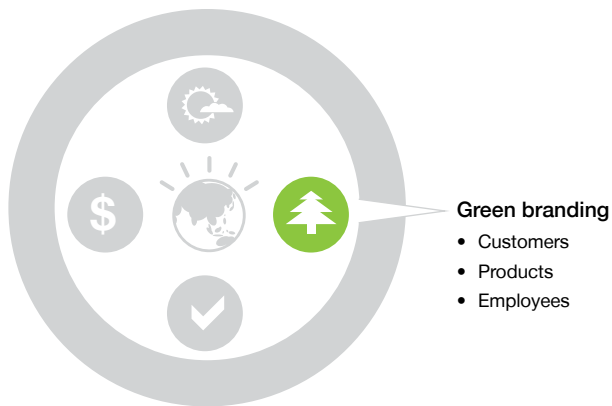 $
Green branding
• Customers
• Products
• Employees